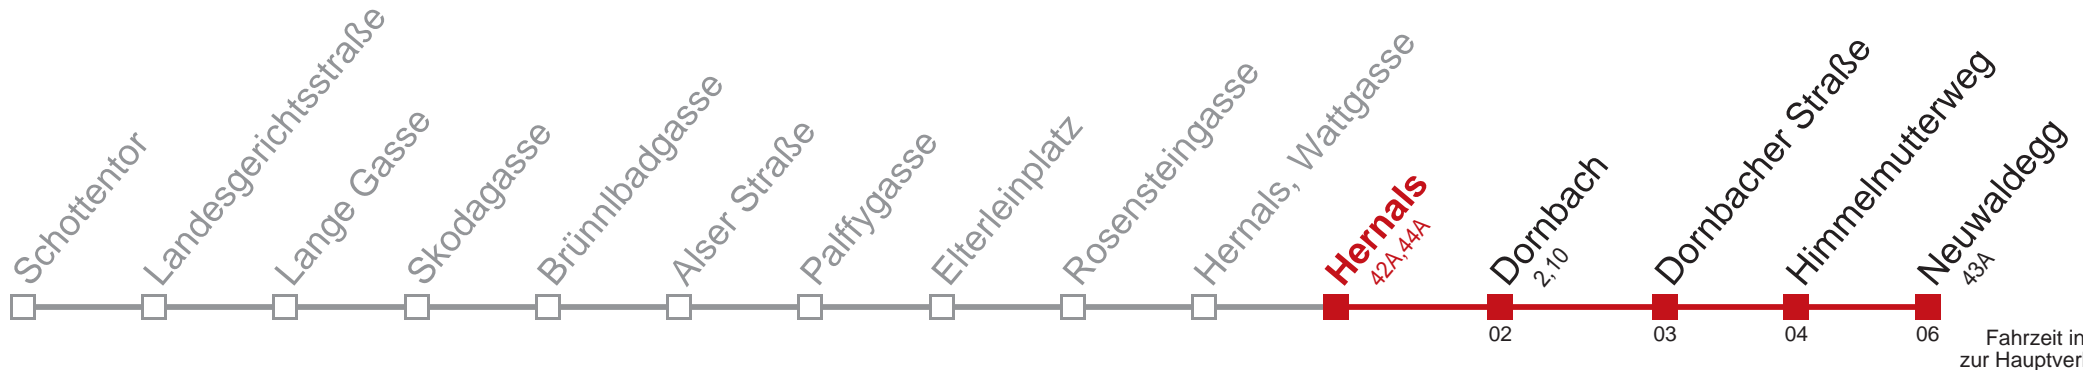 Schottentor
Landesgerichtsstraße
Lange Gasse
Skodagasse
Brünnlbadgasse
Alser Straße
Palffygasse
Elterleinplatz
Rosensteingasse
Hernals, Wattgasse
Hernals
42A,44A
Dornbach
2,10
Dornbacher Straße
Himmelmutterweg
Neuwaldegg
43A
02
03
04
06
Fahrzeit in
zur Hauptver